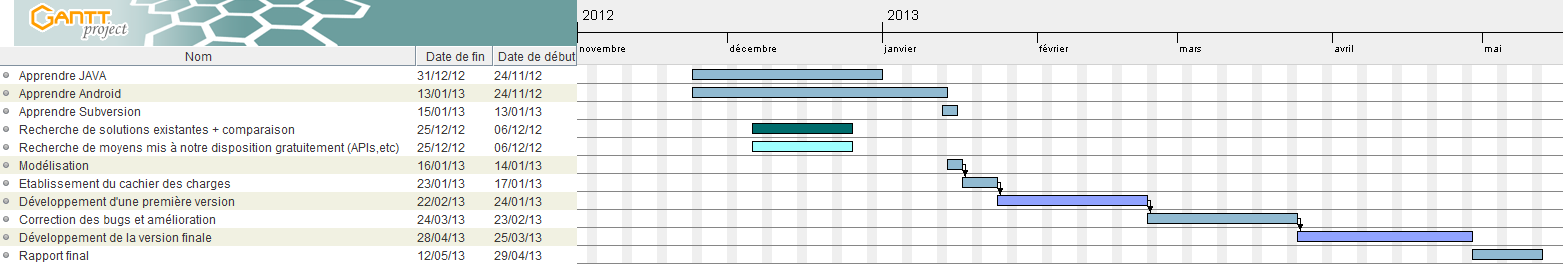 GANTT project
2012 2013
novembre décembre janvier février mars avril mai
Nom Date de fin Date de début
Apprendre JAVA 31/12/12 24/11/12
Apprendre Android 13/01/13 24/11/12
Apprendre Subversion 15/01/13 13/01/13
Recherche de solutions existantes + comparaison 25/12/12 06/12/12
Recherche de moyens mis à notre disposition gratuitement (APIs,etc) 25/12/12 06/12/12
Modélisation 16/01/13 14/01/13
Etablissement du cachier des charges 23/01/13 17/01/13
Développement d'une première version 22/02/13 24/01/13
Correction des bugs et amélioration 24/03/13 23/02/13
Développement de la version finale 28/04/13 25/03/13
Rapport final 12/05/13 29/04/13